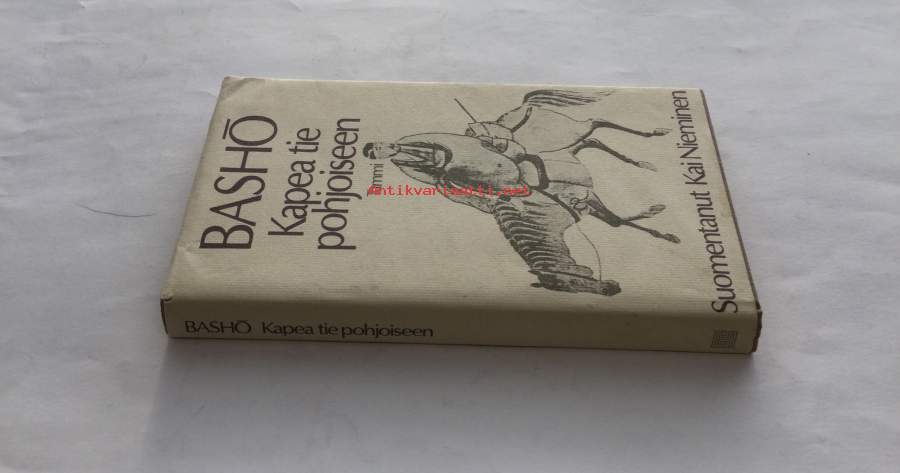 BASHŌ
Kapea tie
pohjoiseen
antikvariaatti.net
Suomentanut Kai Nieminen
BASHŌ Kapea tie pohjoiseen